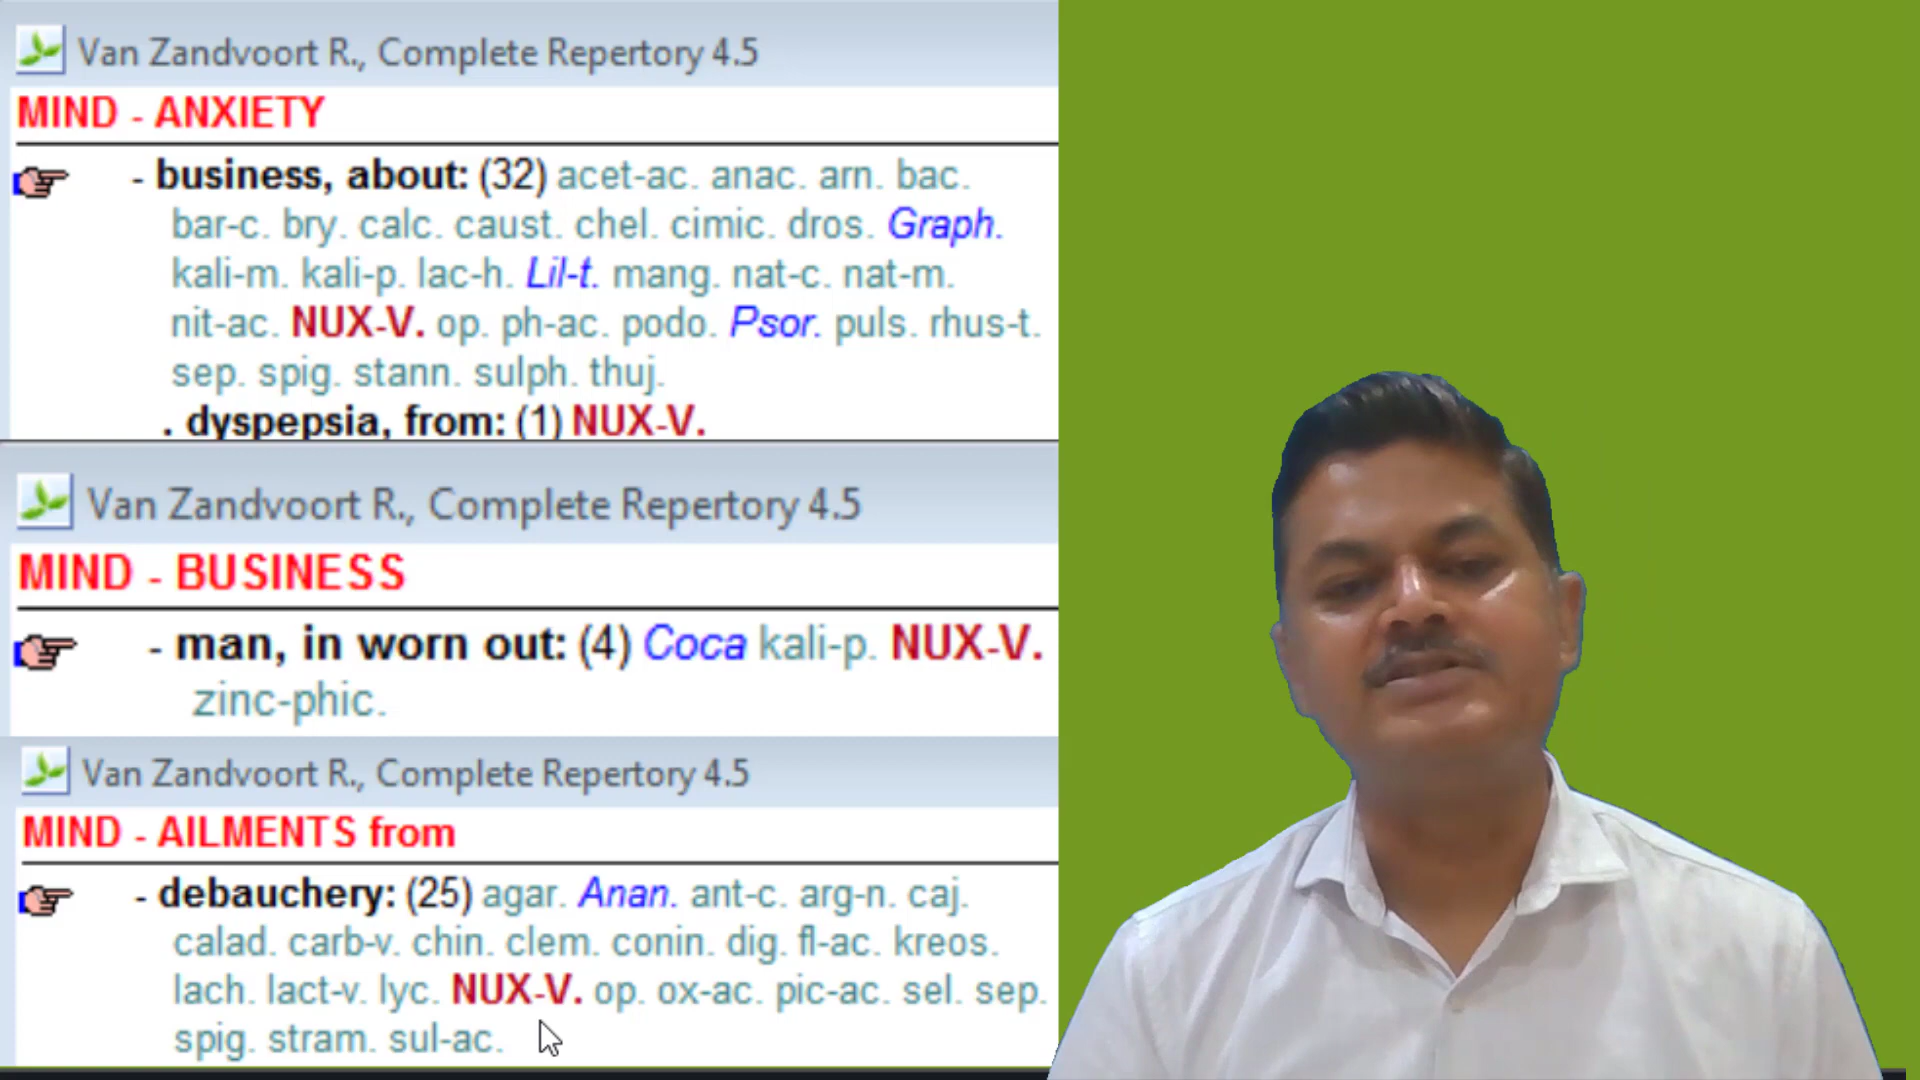 Van Zandvoort R., Complete Repertory 4.5
MIND - ANXIETY
- business, about: (32) acet-ac. anac. arn. bac.
bar-c. bry. calc. caust. chel. cimic. dros. Graph.
kali-m. kali-p. lac-h. Lil-t. mang. nat-c. nat-m.
nit-ac. NUX-V. op. ph-ac. podo. Psor. puls. rhus-t.
sep. spig. stann. sulph. thuj.
. dyspepsia, from: (1) NUX-V.
Van Zandvoort R., Complete Repertory 4.5
MIND - BUSINESS
- man, in worn out: (4) Coca kali-p. NUX-V.
zinc-phic.
Van Zandvoort R., Complete Repertory 4.5
MIND - AILMENTS from
- debauchery: (25) agar. Anan. ant-c. arg-n. caj.
calad. carb-v. chin. clem. conin. dig. fl-ac. kreos.
lach. lact-v. lyc. NUX-V. op. ox-ac. pic-ac. sel. sep.
spig. stram. sul-ac.